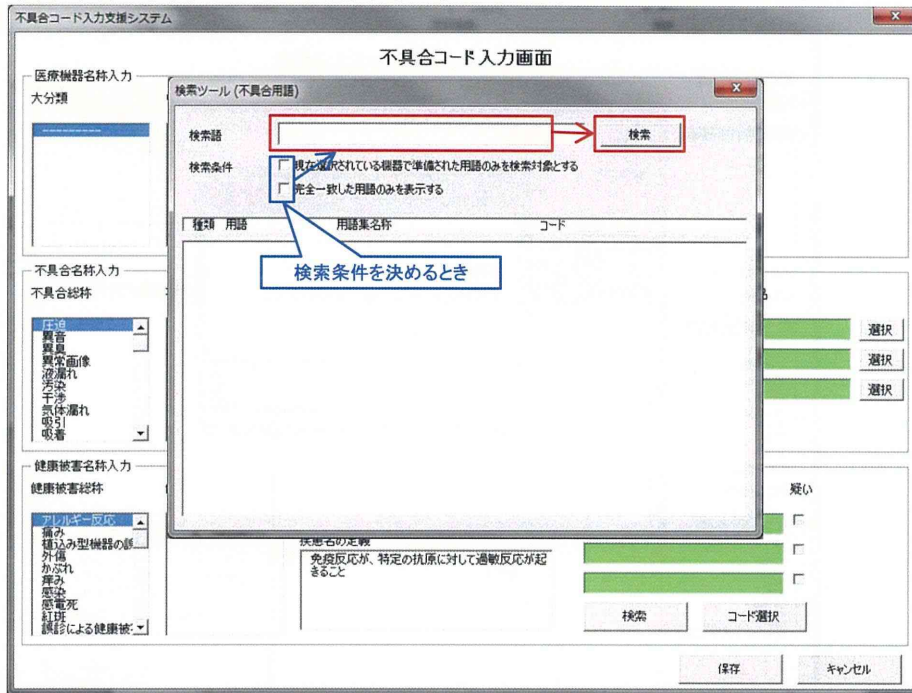 不具合コード入力支援システム
不具合コード入力画面
医療機器名称入力
大分類
---------
検索ツール (不具合用語)
検索語
検索
検索条件
現在選択されている機器で準備された用語のみを検索対象とする
完全一致した用語のみを表示する
種類 用語 用語集名称 コード
検索条件を決めるとき
不具合名称入力
不具合総称
圧迫
異音
異臭
異常画像
液漏れ
汚染
干渉
気体漏れ
吸引
吸着
選択
選択
選択
健康被害名称入力
健康被害総称
疑い
アレルギー反応
痛み
植込み型機器の誤
外傷
かぶれ
痒み
感染
感電死
紅斑
誤診による健康被
疾患名の定義
免疫反応が、特定の抗原に対して過敏反応が起
きること
検索
コード選択
保存
キャンセル